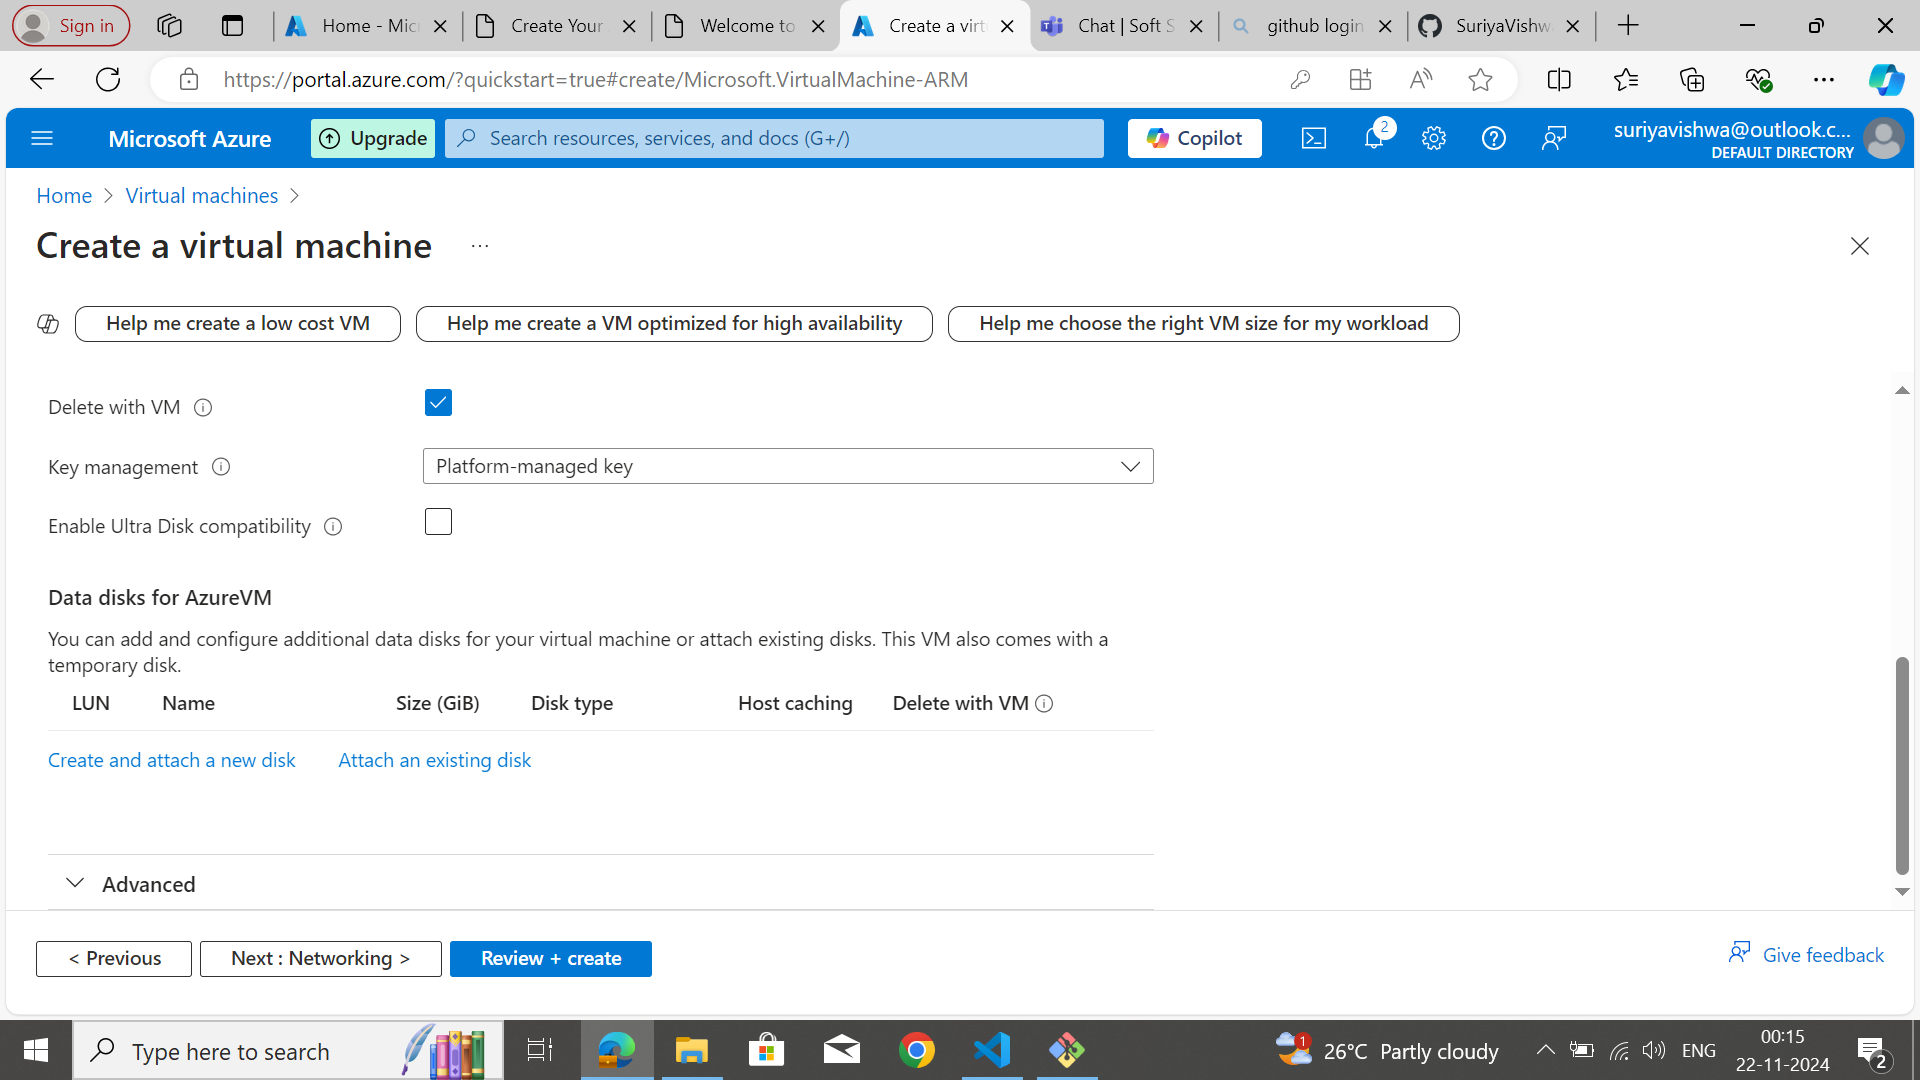 Sign in
Home - Mic
Create Your
Welcome to
Create a virt
Chat | Soft S
github login
SuriyaVishw
https://portal.azure.com/?quickstart=true#create/Microsoft.VirtualMachine-ARM
Microsoft Azure
Upgrade
Search resources, services, and docs (G+/)
Copilot
2
suriyavishwa@outlook.c...
DEFAULT DIRECTORY
Home > Virtual machines >
Create a virtual machine ...
Help me create a low cost VM
Help me create a VM optimized for high availability
Help me choose the right VM size for my workload
Delete with VM
Key management
Platform-managed key
Enable Ultra Disk compatibility
Data disks for AzureVM
You can add and configure additional data disks for your virtual machine or attach existing disks. This VM also comes with a
temporary disk.
LUN Name Size (GiB) Disk type Host caching Delete with VM
Create and attach a new disk Attach an existing disk
Advanced
< Previous
Next : Networking >
Review + create
Give feedback
Type here to search
1
26°C Partly cloudy
ENG
00:15
22-11-2024
2